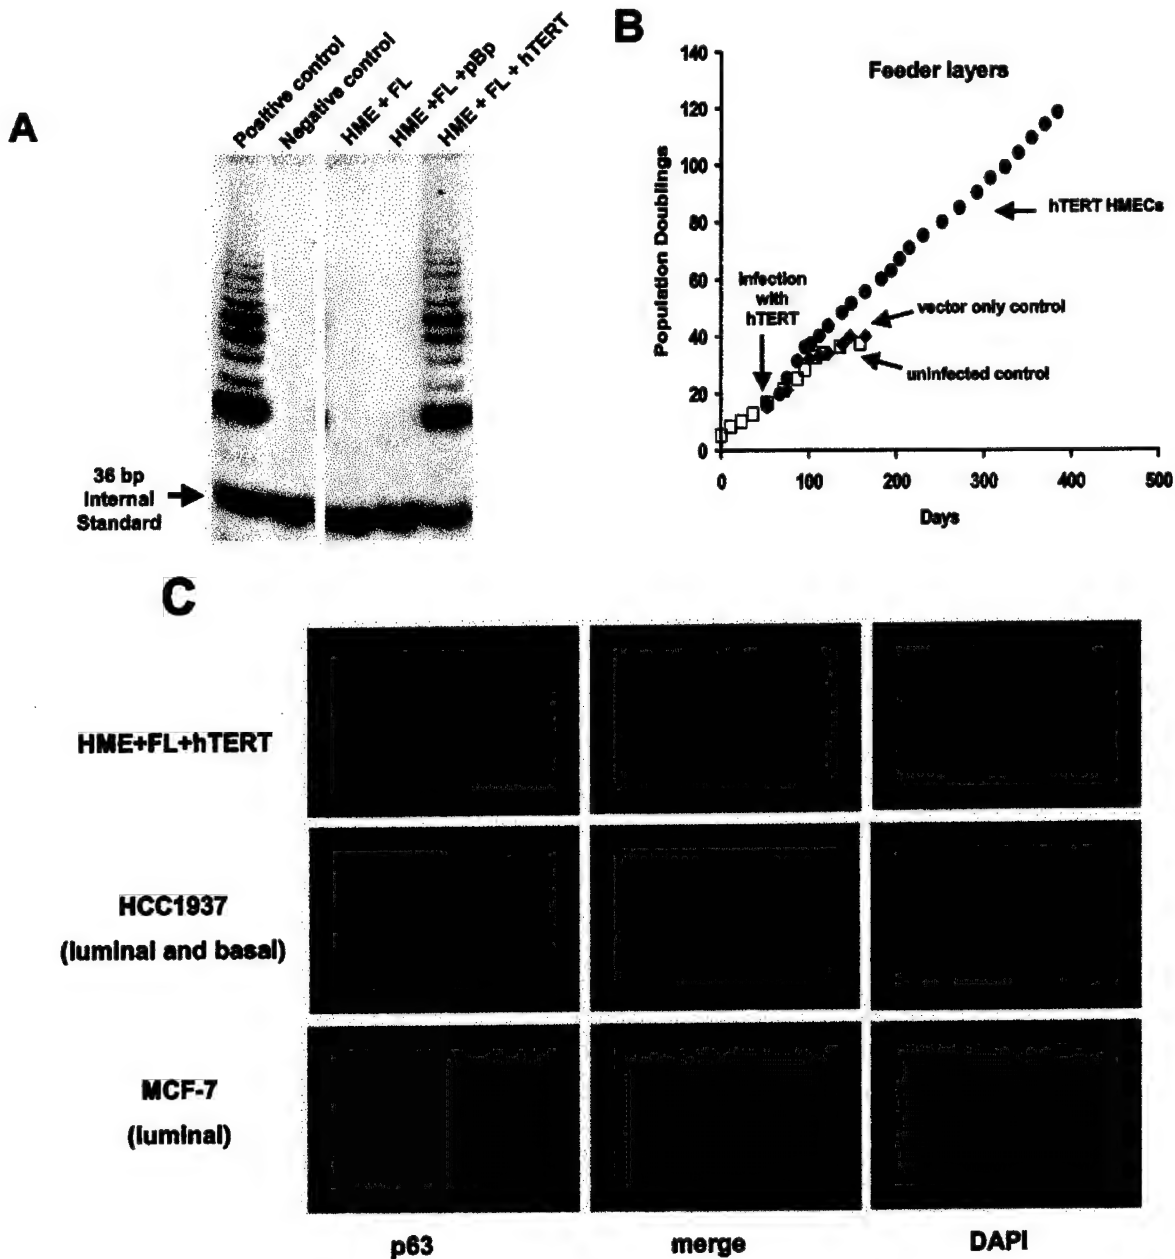 A
Positive control
Negative control
HME + FL
HME +FL +pBp
HME + FL + hTERT
36 bp
Internal
Standard
B
Feeder layers
Population Doublings
140
120
100
80
60
40
20
0
infection
with
hTERT
hTERT HMECs
vector only control
uninfected control
0
100
200
300
400
500
Days
C
HME+FL+hTERT
HCC1937
(luminal and basal)
MCF-7
(luminal)
p63
merge
DAPI